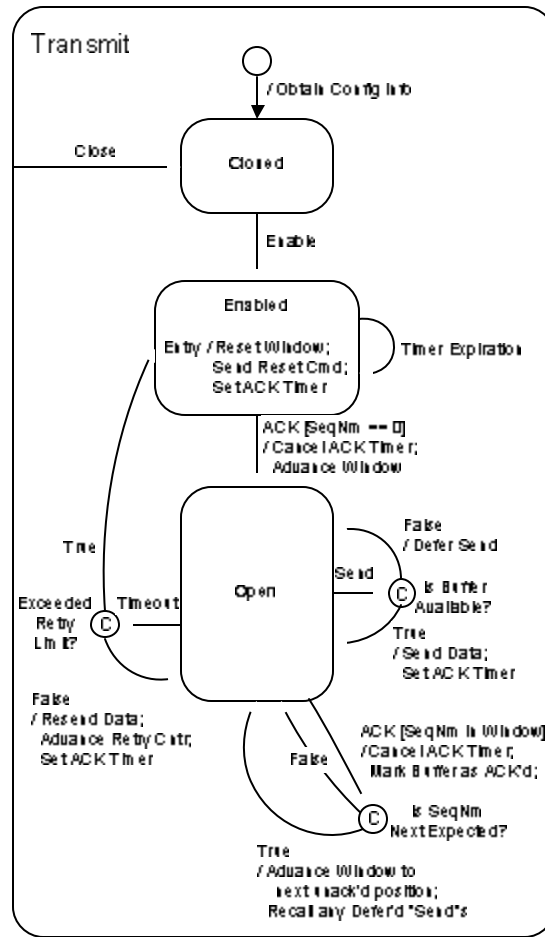 Transmit
/ Obtain Config Info
Close
Closed
Enable
Enabled
Entry / Reset Window;
Send Reset Cmd;
Set ACK Timer
Timer Expiration
ACK [SeqNm == 0]
/ Cancel ACK Timer;
Advance Window
True
Open
False
/ Defer Send
Send
C
Is Buffer
Available?
True
/ Send Data;
Set ACK Timer
Exceeded
Retry
Limit?
C
Timeout
False
/ Resend Data;
Advance Retry Cntr;
Set ACK Timer
ACK [SeqNm in Window]
/Cancel ACK Timer;
Mark Buffer as ACK'd;
False
C
Is SeqNm
Next Expected?
True
/ Advance Window to
next unack'd position;
Recall any Defer'd "Send"s